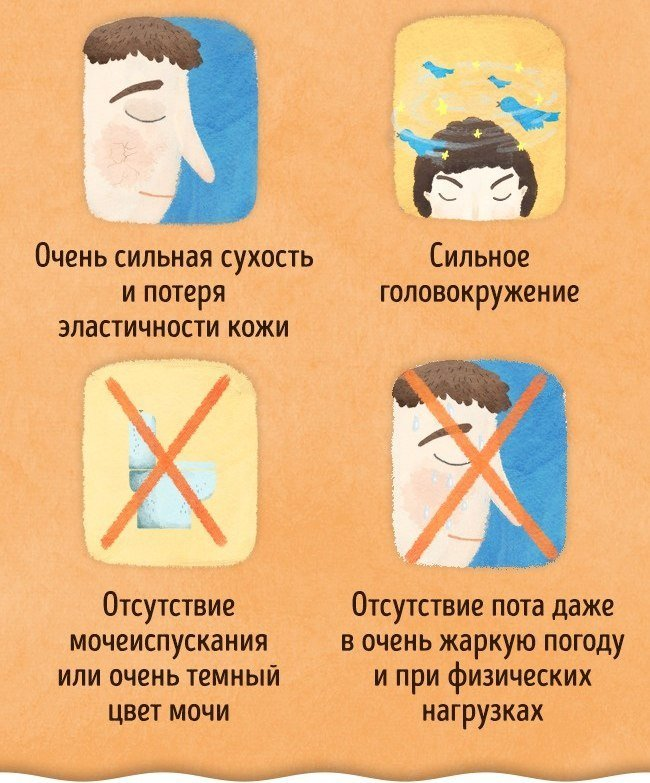 Очень сильная сухость
и потеря
эластичности кожи
Сильное
головокружение
Отсутствие
мочеиспускания
или очень темный
цвет мочи
Отсутствие пота даже
в очень жаркую погоду
и при физических
нагрузках